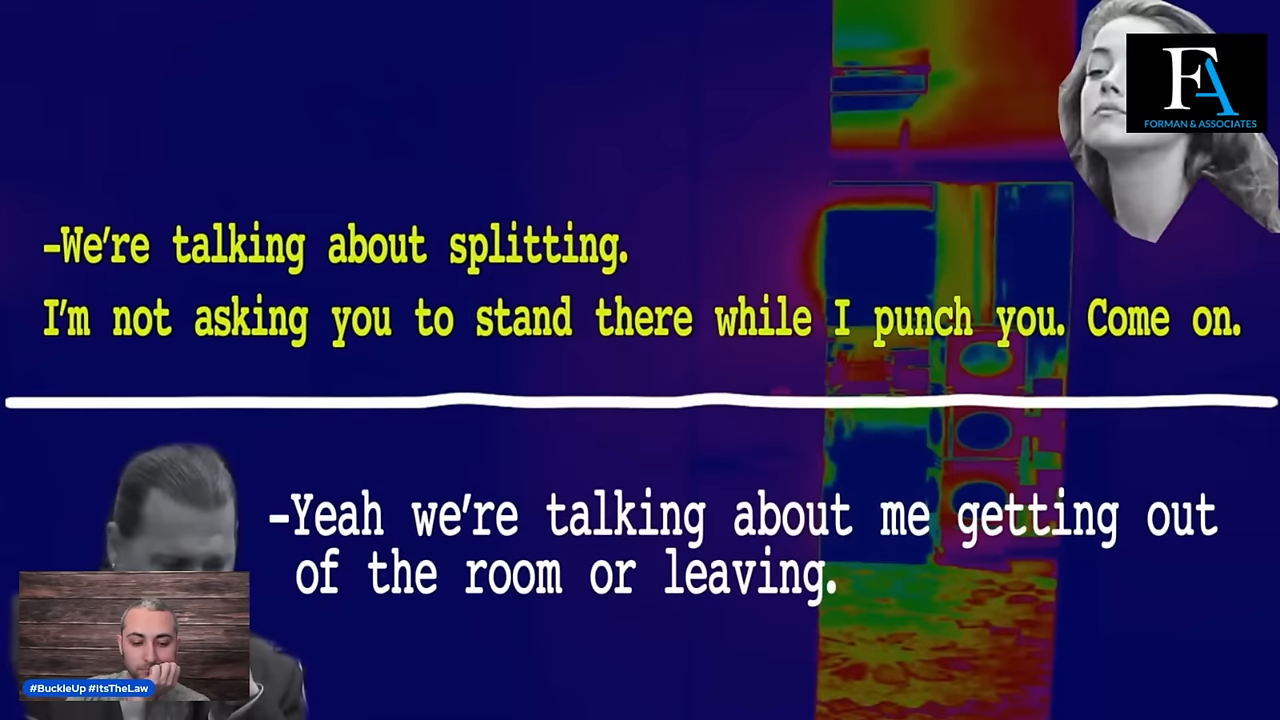 FA
FORMAN & ASSOCIATES
–We're talking about splitting.
I'm not asking you to stand there while I punch you. Come on.
–Yeah we're talking about me getting out
of the room or leaving.
#BuckleUp #ItsTheLaw